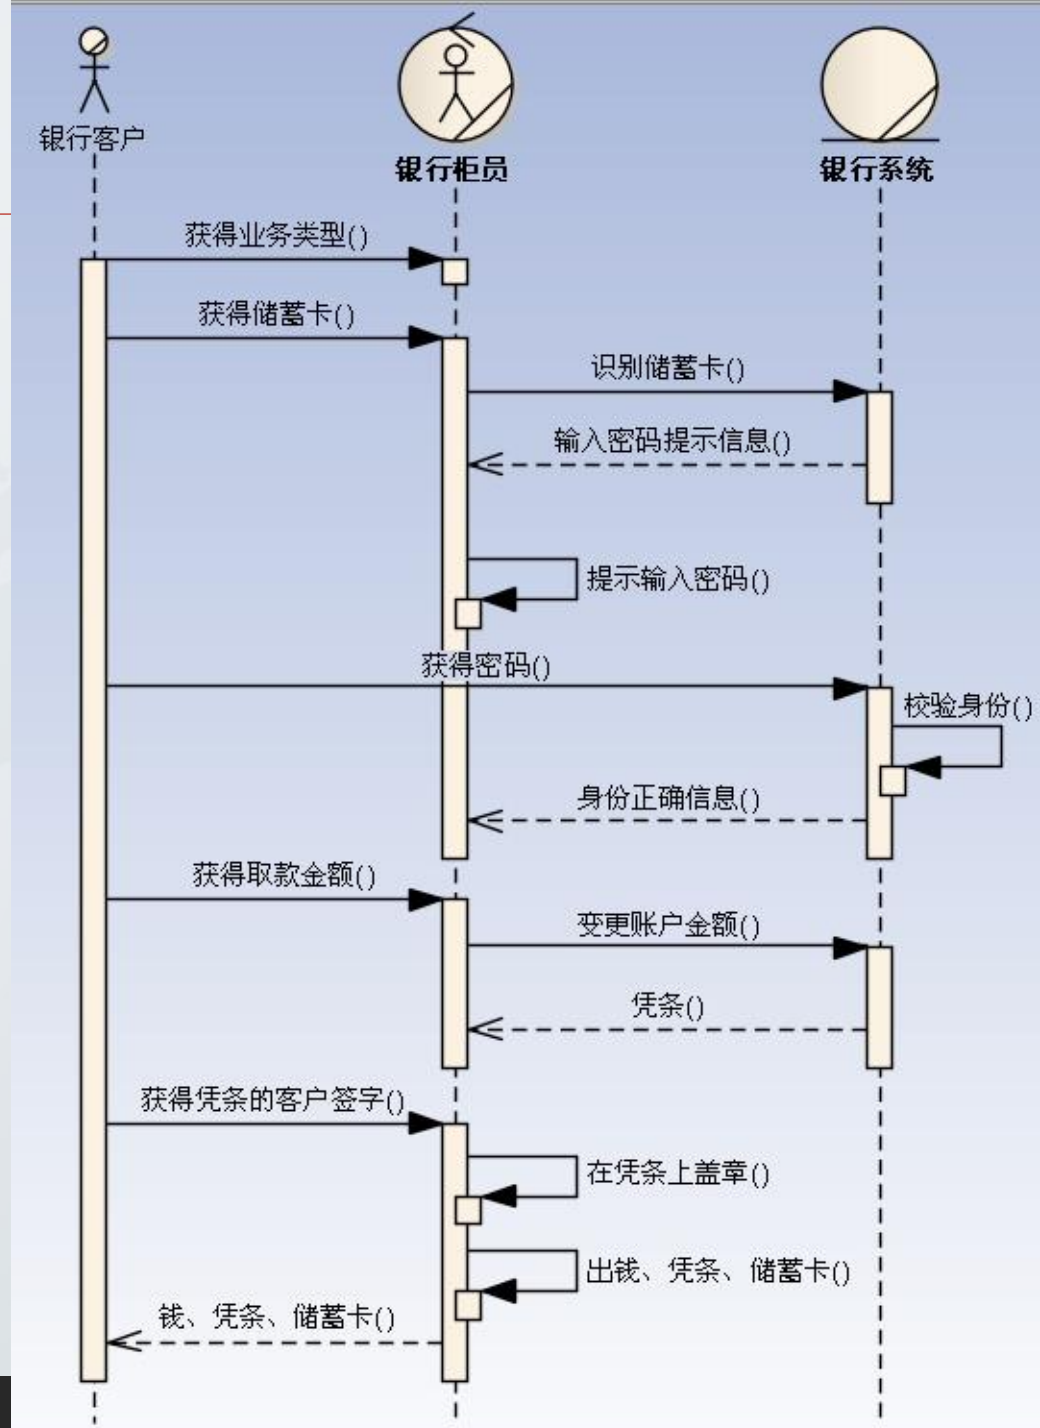 银行客户
银行柜员
银行系统
获得业务类型()
获得储蓄卡()
识别储蓄卡()
输入密码提示信息()
提示输入密码()
获得密码()
校验身份()
身份正确信息()
获得取款金额()
变更账户金额()
凭条()
获得凭条的客户签字()
在凭条上盖章()
出钱、凭条、储蓄卡()
钱、凭条、储蓄卡()